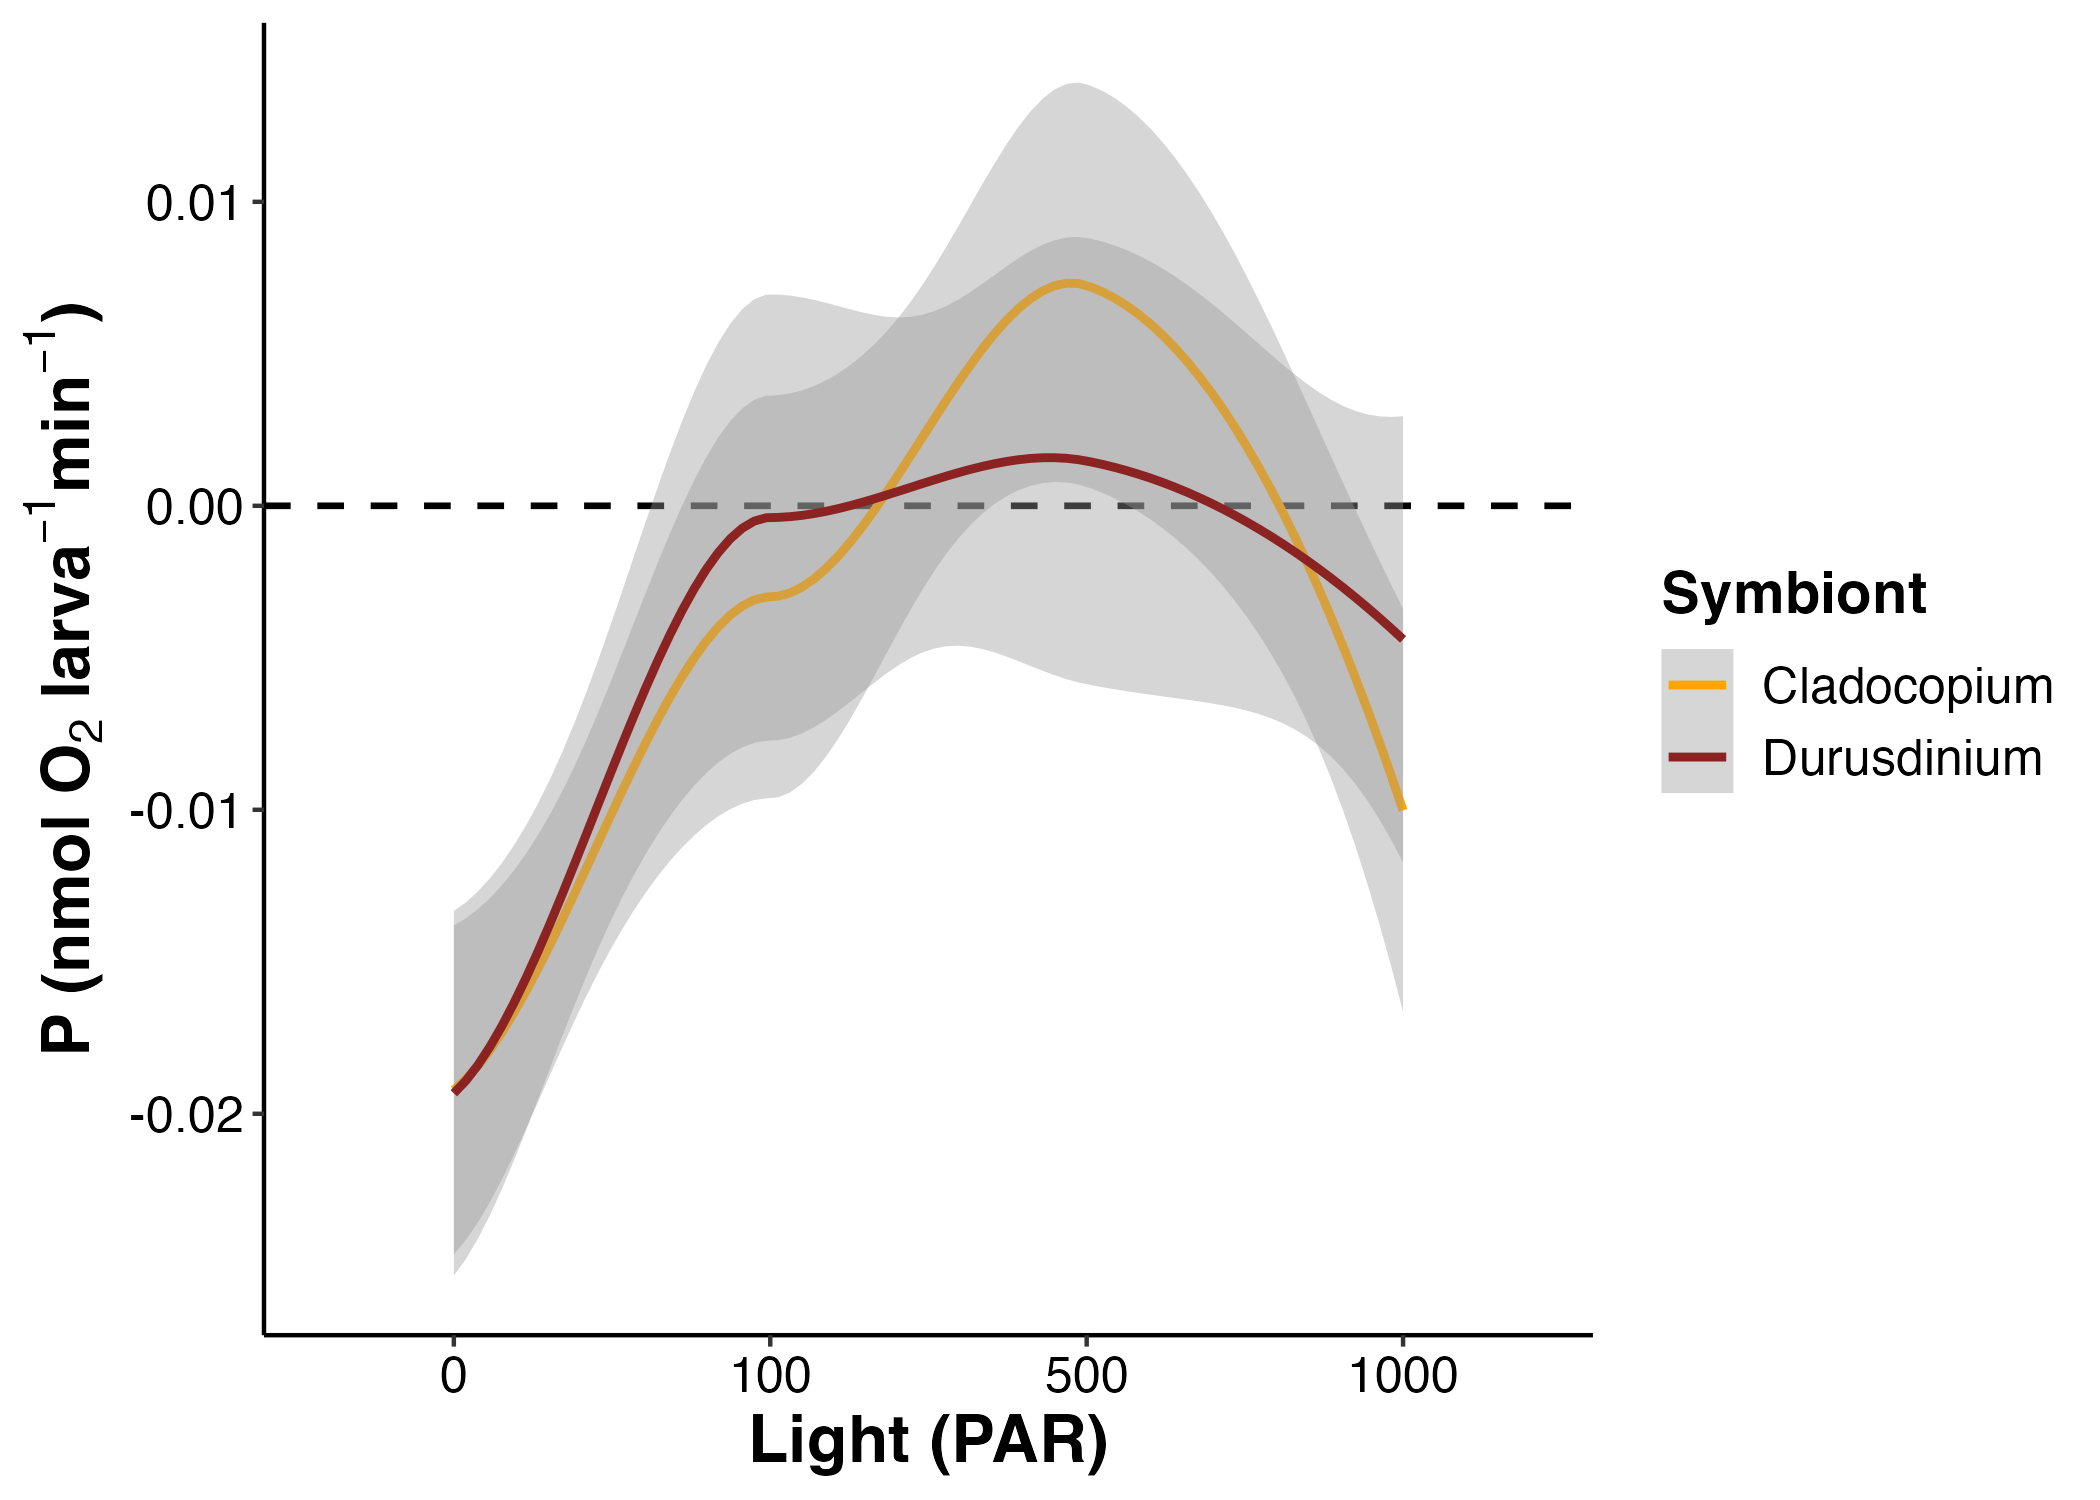 P (nmol O₂ larva⁻¹min⁻¹)
0.01
0.00
-0.01
-0.02
0 100 500 1000
Light (PAR)
Symbiont
Cladocopium
Durusdinium